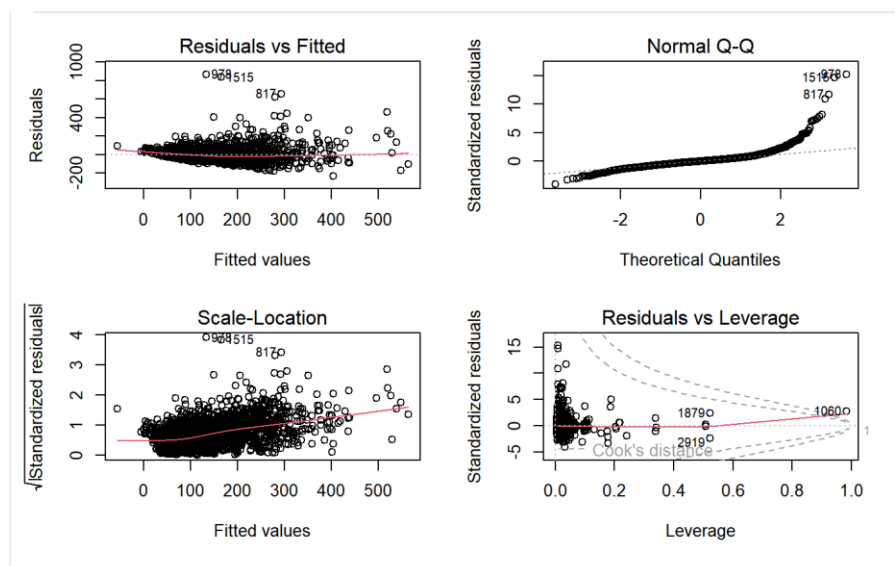 Residuals vs Fitted
Residuals
1000
400
-200
978
1515
817
0 100 200 300 400 500
Fitted values
Normal Q-Q
Standardized residuals
10
5
0
978
1515
817
-2 0 2
Theoretical Quantiles
Scale-Location
√|Standardized residuals|
4
3
2
1
0
978
1515
817
0 100 200 300 400 500
Fitted values
Residuals vs Leverage
Standardized residuals
15
5
0
-5
1879
1060
2919
1
Cook's distance
0.0 0.2 0.4 0.6 0.8 1.0
Leverage